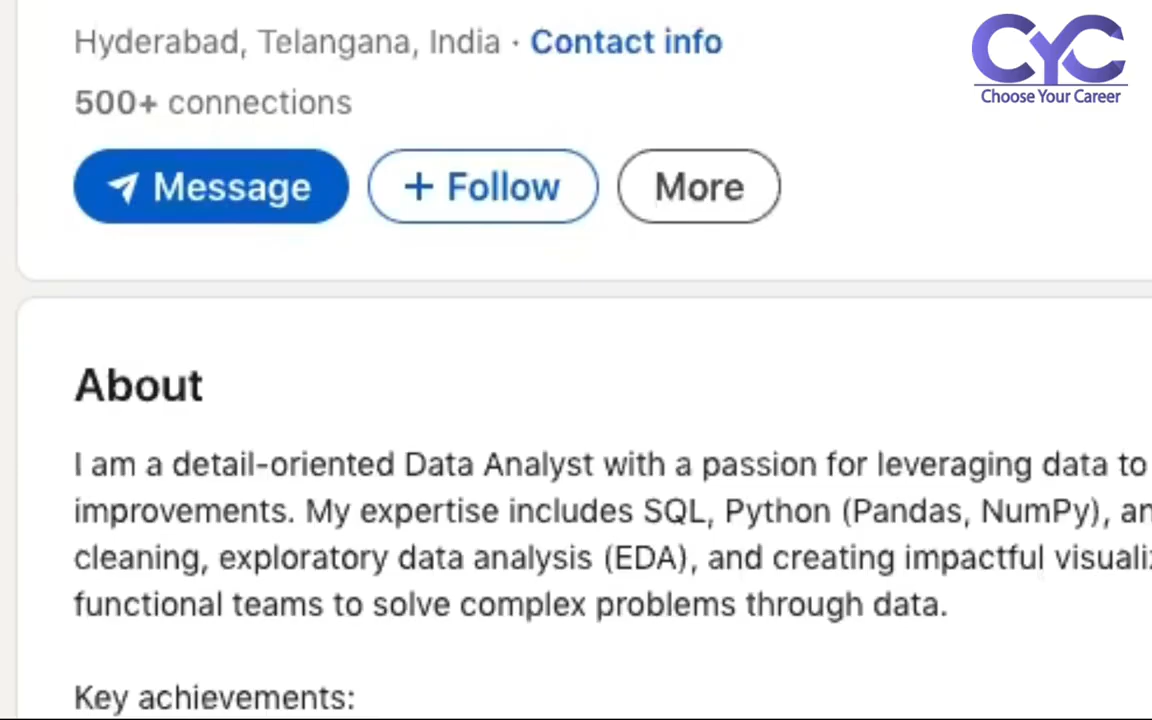 Hyderabad, Telangana, India · Contact info
500+ connections
Message
+ Follow
More
CYC
Choose Your Career
About
I am a detail-oriented Data Analyst with a passion for leveraging data to
improvements. My expertise includes SQL, Python (Pandas, NumPy),
cleaning, exploratory data analysis (EDA), and creating impactful
functional teams to solve complex problems through data.
Key achievements: